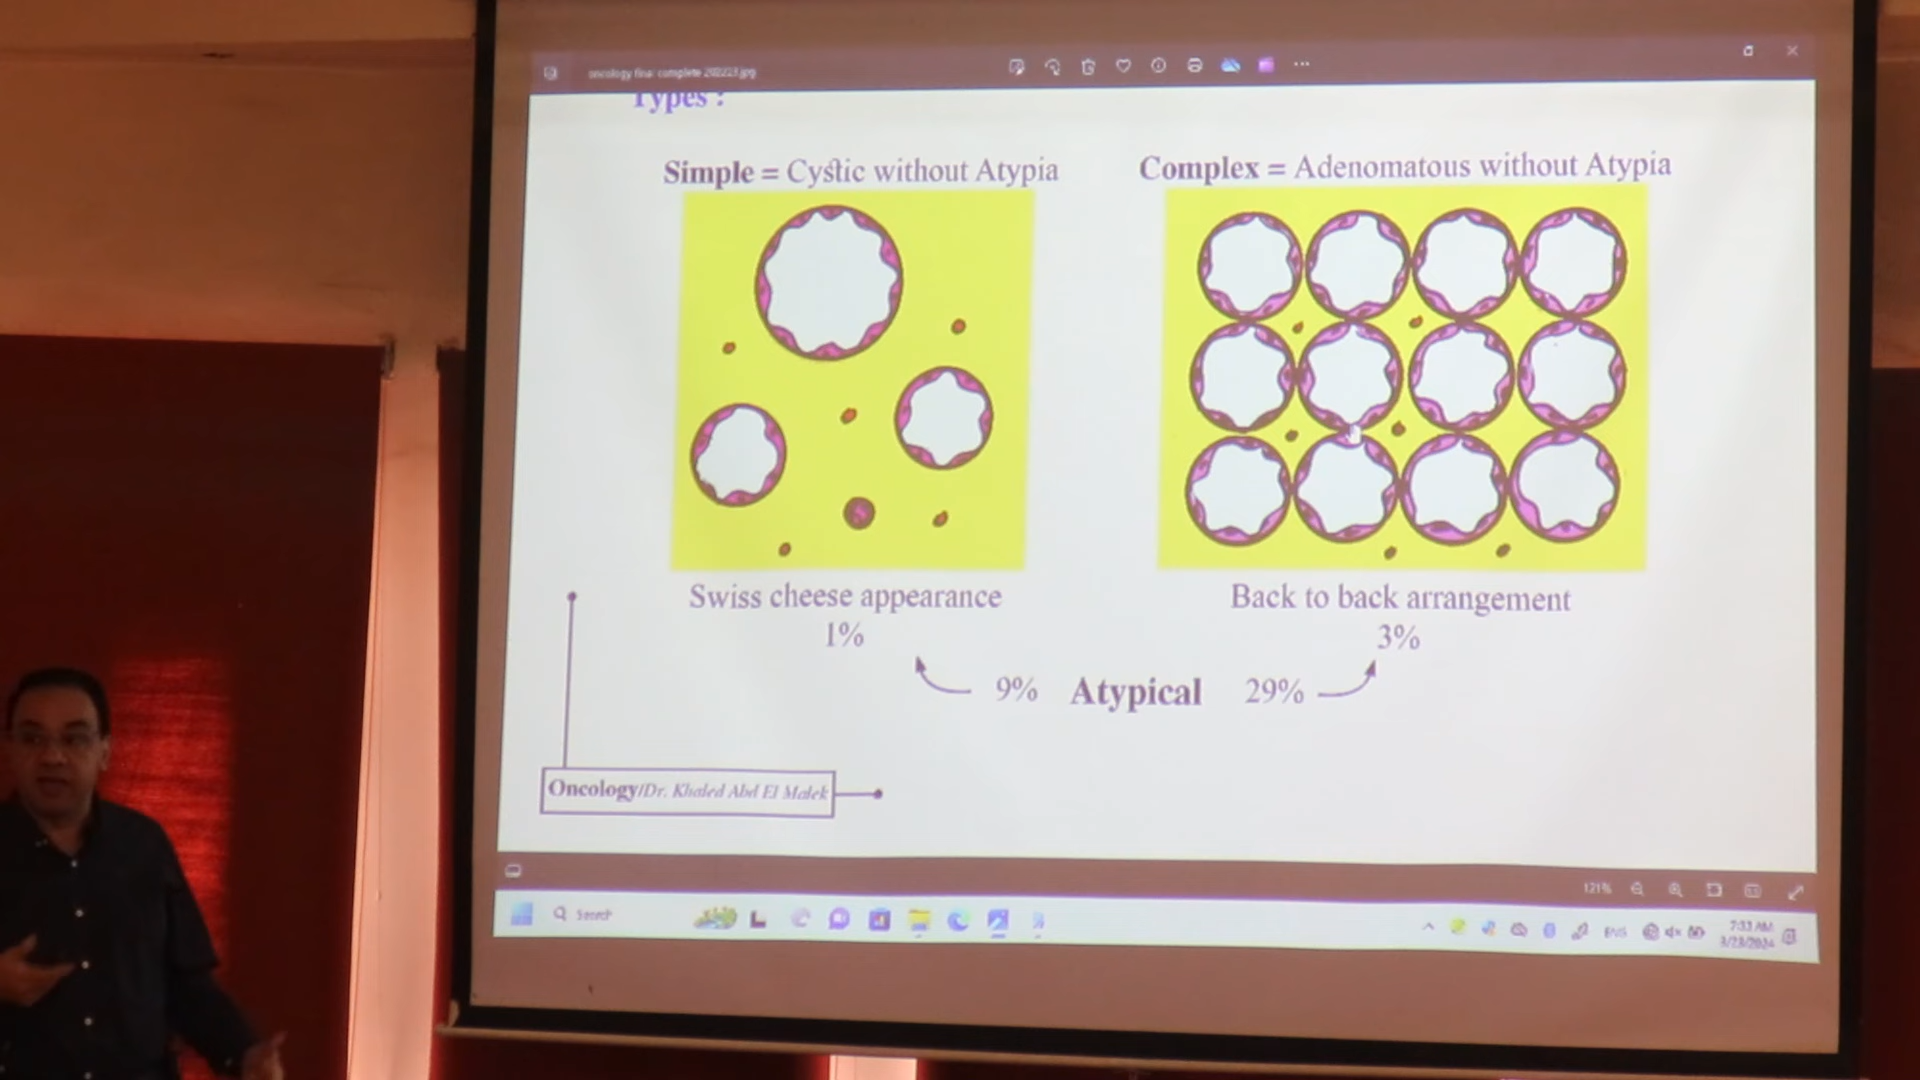 oncology final complete 202223.jpg
Types :
Simple = Cystic without Atypia
Complex = Adenomatous without Atypia
Swiss cheese appearance
Back to back arrangement
1%
3%
9% Atypical 29%
Oncology/Dr. Khaled Abd El Malek
121%
Search
ENG
7:33 AM
3/23/2024